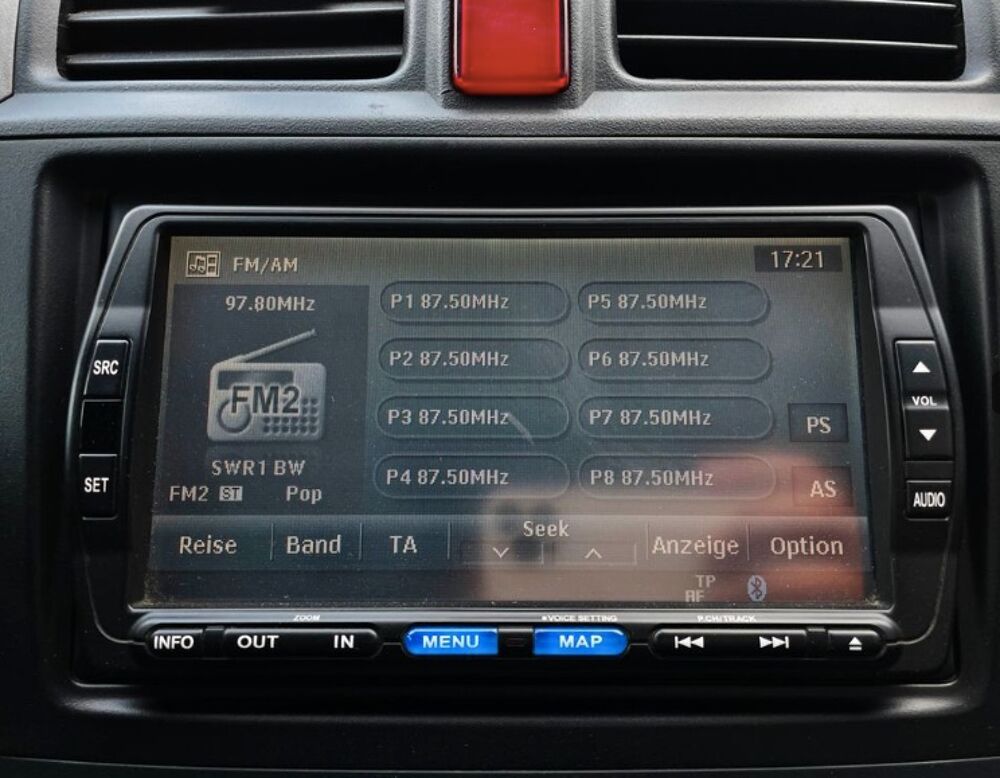 FM/AM 17:21
97.80MHz P1 87.50MHz P5 87.50MHz
SRC FM2 P2 87.50MHz P6 87.50MHz VOL
P3 87.50MHz P7 87.50MHz PS
SWR1 BW P4 87.50MHz P8 87.50MHz AS
SET FM2 ST Pop AUDIO
Seek
Reise Band TA Anzeige Option
TP
AF
ZOOM VOICE SETTING P.CH/TRACK
INFO OUT IN MENU MAP